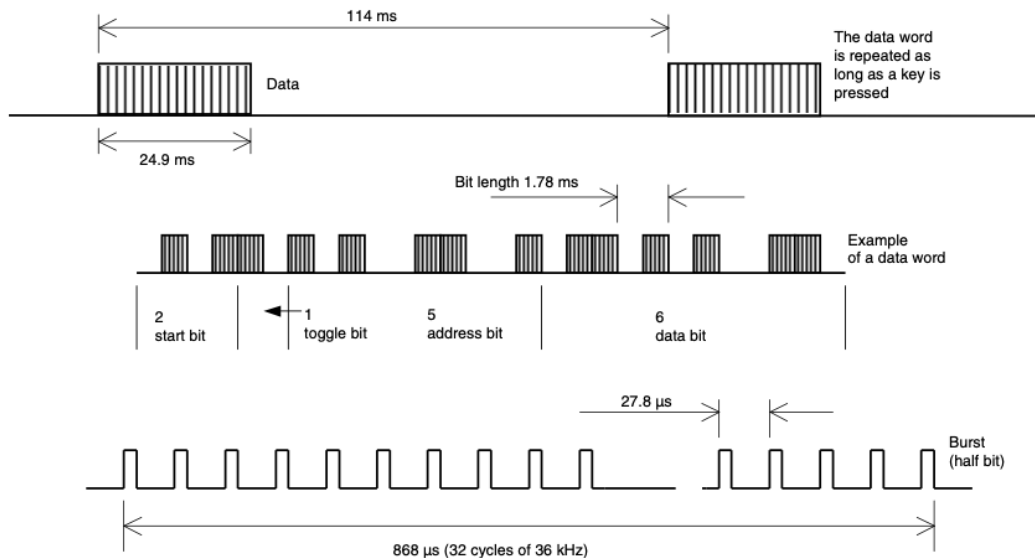 114 ms
The data word
is repeated as
long as a key is
pressed
Data
24.9 ms
Bit length 1.78 ms
Example
of a data word
2
start bit
1
toggle bit
5
address bit
6
data bit
27.8 µs
Burst
(half bit)
868 µs (32 cycles of 36 kHz)